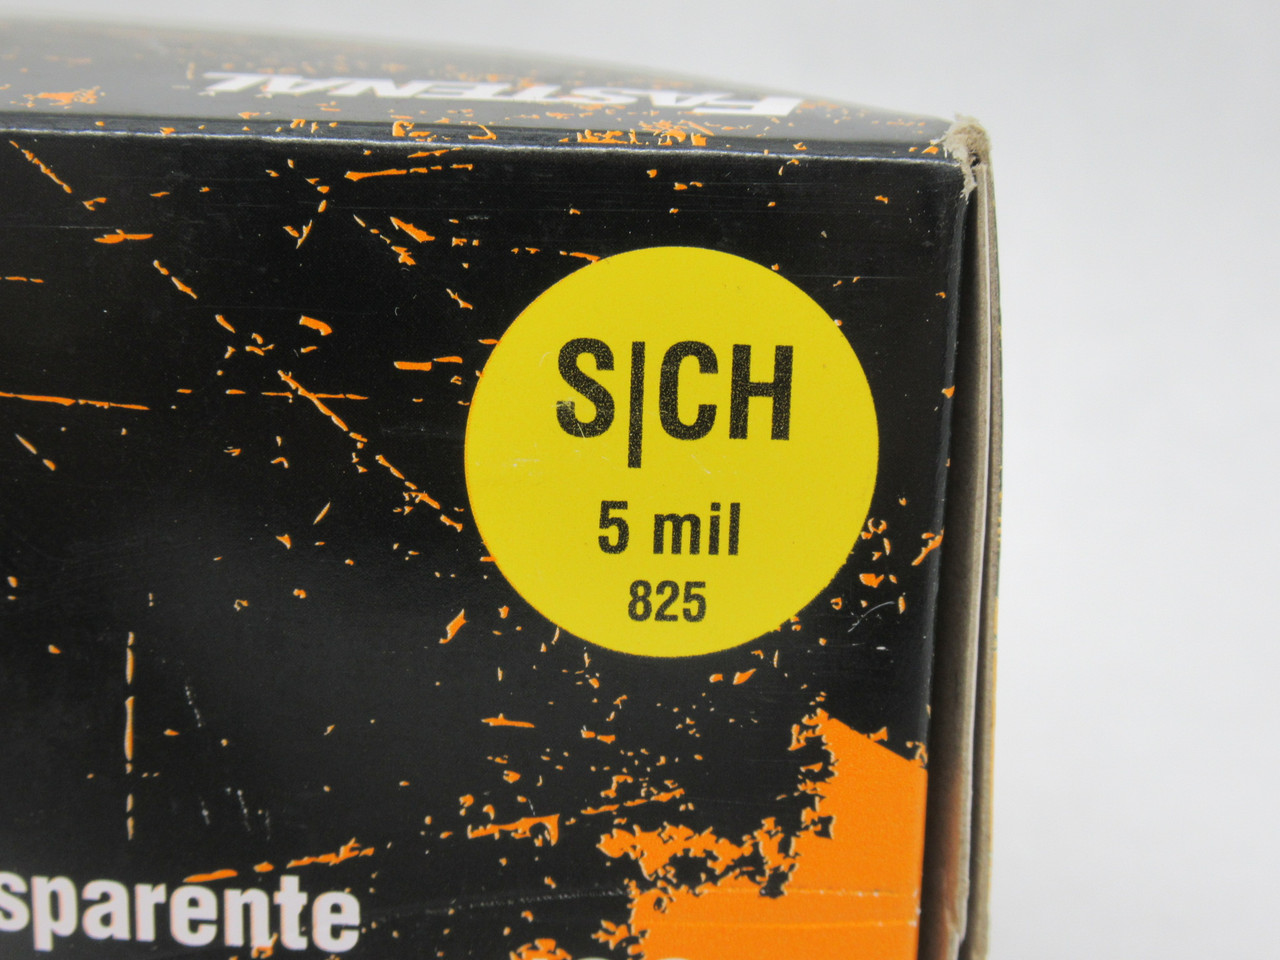 FASTENAL
S|CH
5 mil
825
sparente